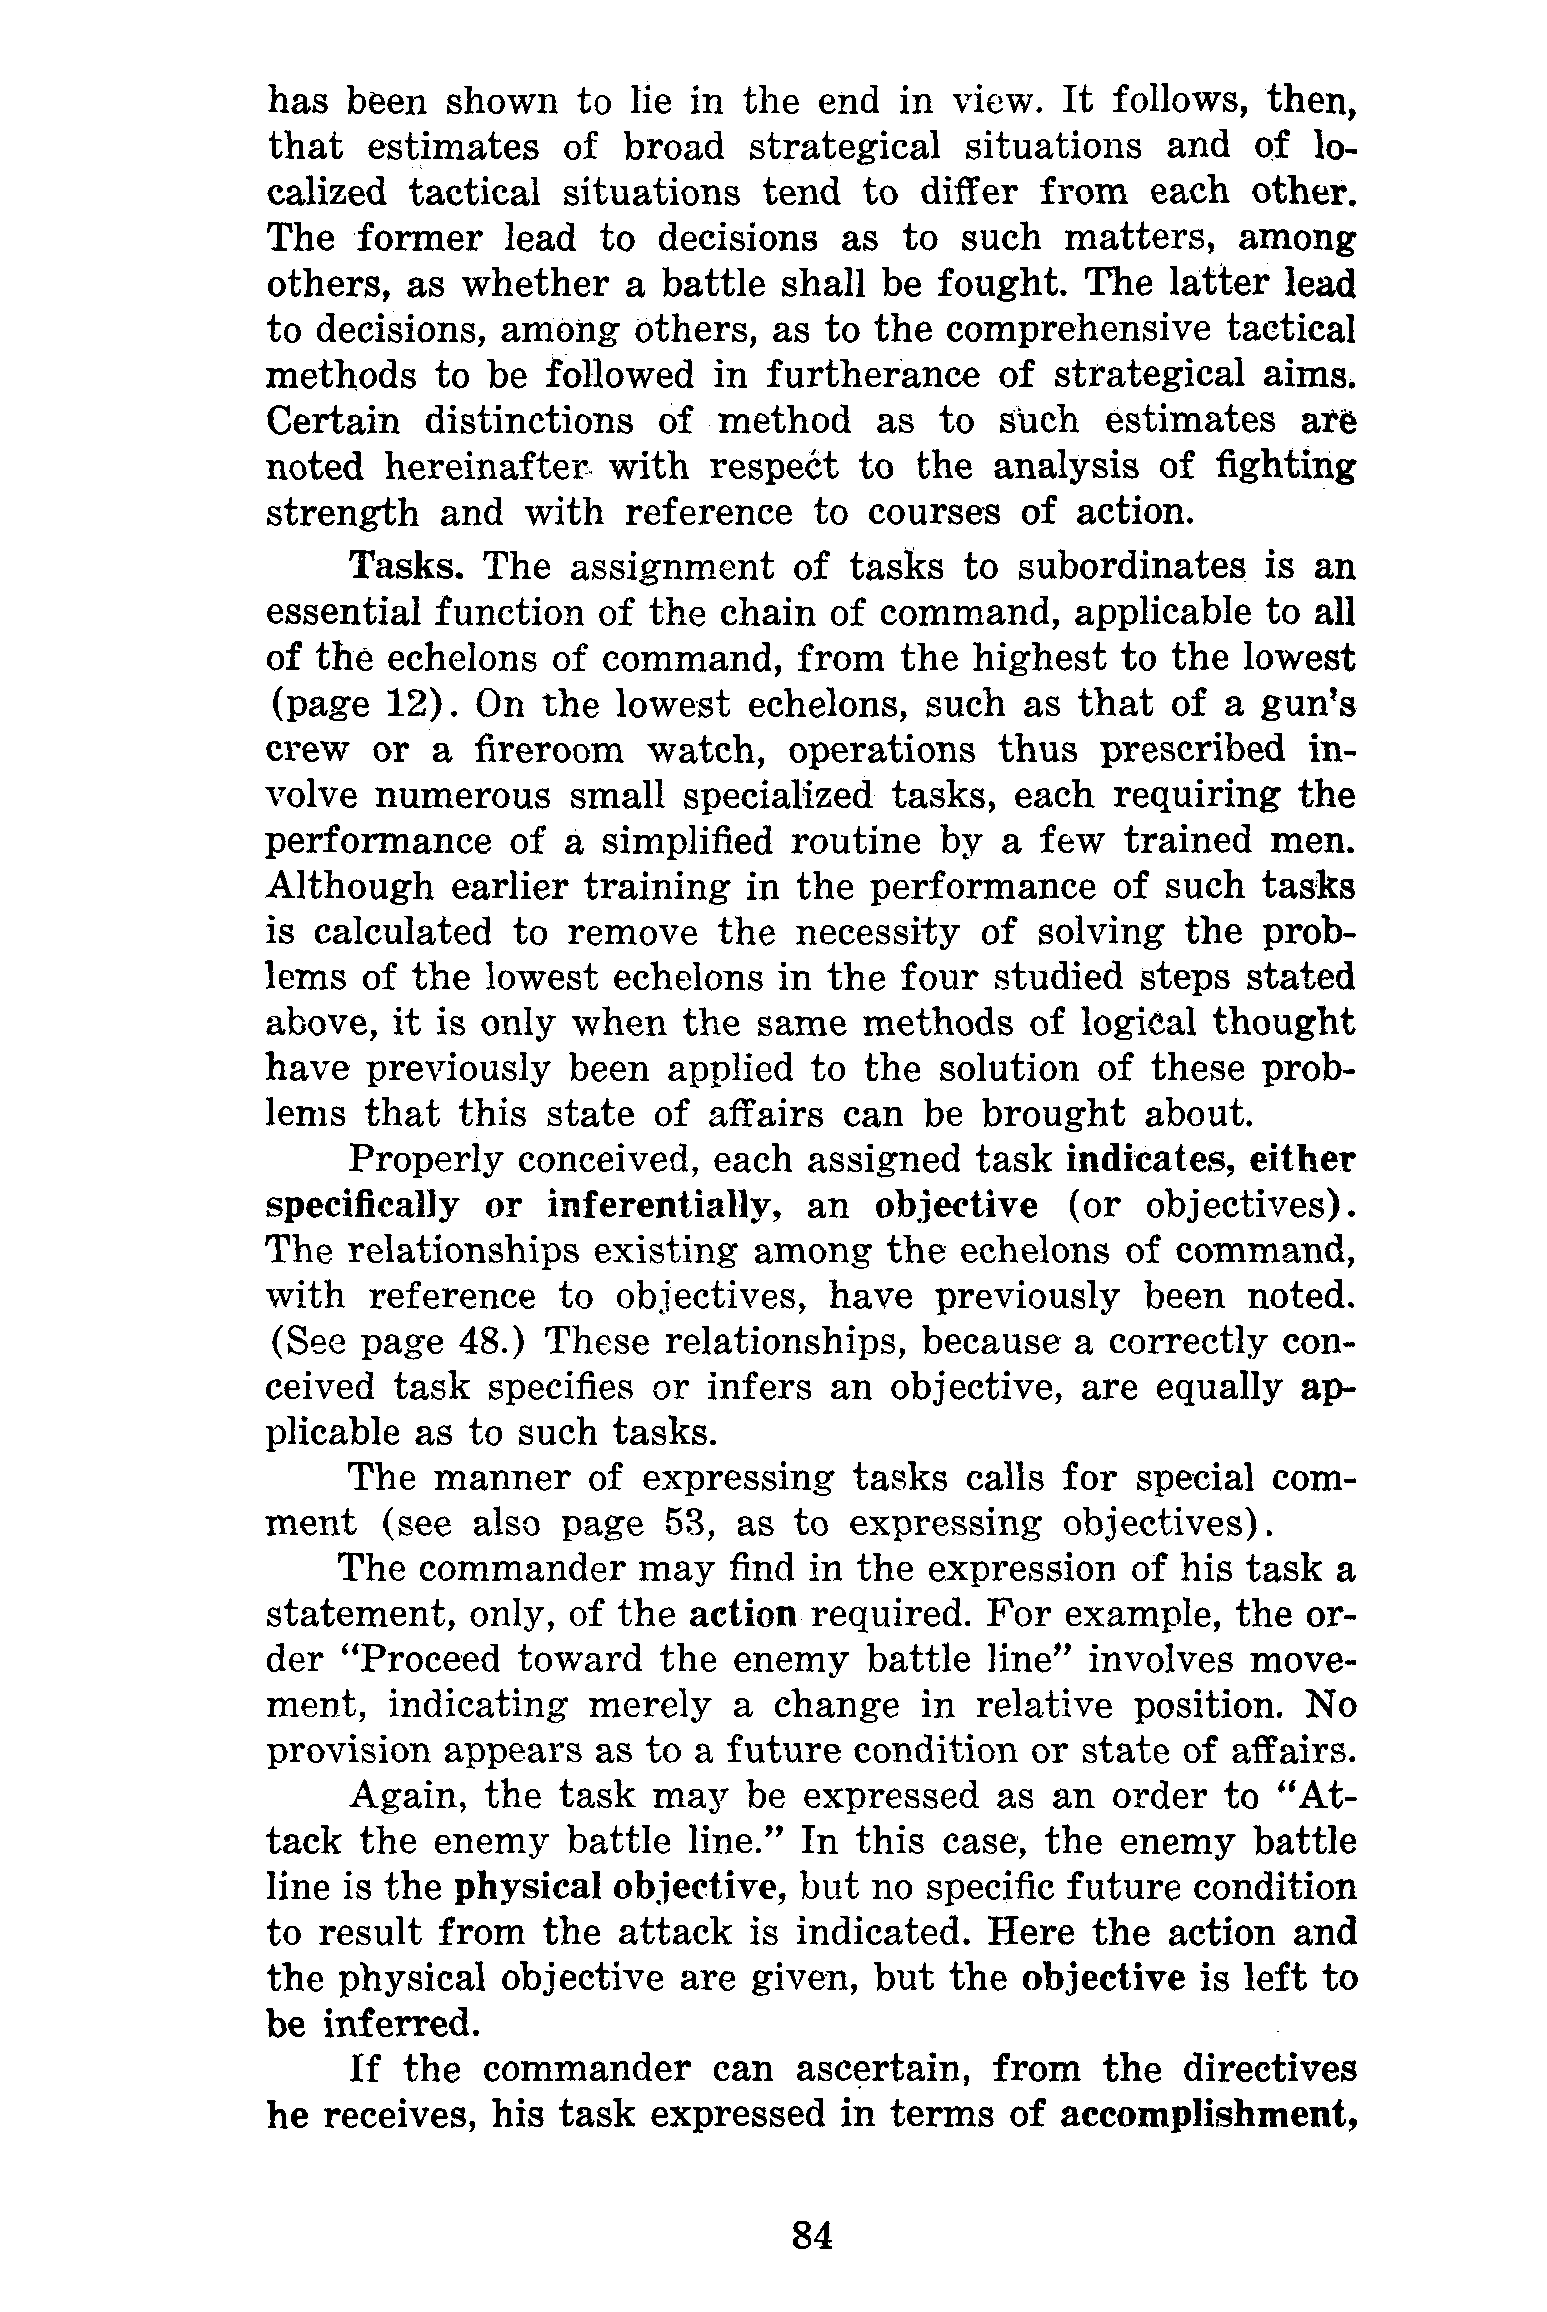 has been shown to lie in the end in view. It follows, then,
that estimates of broad strategical situations and of lo-
calized tactical situations tend to differ from each other.
The former lead to decisions as to such matters, among
others, as whether a battle shall be fought. The latter lead
to decisions, among others, as to the comprehensive tactical
methods to be followed in furtherance of strategical aims.
Certain distinctions of method as to such estimates are
noted hereinafter with respect to the analysis of fighting
strength and with reference to courses of action.
Tasks. The assignment of tasks to subordinates is an
essential function of the chain of command, applicable to all
of the echelons of command, from the highest to the lowest
(page 12). On the lowest echelons, such as that of a gun's
crew or a fireroom watch, operations thus prescribed in-
volve numerous small specialized tasks, each requiring the
performance of a simplified routine by a few trained men.
Although earlier training in the performance of such tasks
is calculated to remove the necessity of solving the prob-
lems of the lowest echelons in the four studied steps stated
above, it is only when the same methods of logical thought
have previously been applied to the solution of these prob-
lems that this state of affairs can be brought about.
Properly conceived, each assigned task indicates, either
specifically or inferentially, an objective (or objectives).
The relationships existing among the echelons of command,
with reference to objectives, have previously been noted.
(See page 48.) These relationships, because a correctly con-
ceived task specifies or infers an objective, are equally ap-
plicable as to such tasks.
The manner of expressing tasks calls for special com-
ment (see also page 53, as to expressing objectives).
The commander may find in the expression of his task a
statement, only, of the action required. For example, the or-
der “Proceed toward the enemy battle line” involves move-
ment, indicating merely a change in relative position. No
provision appears as to a future condition or state of affairs.
Again, the task may be expressed as an order to “At-
tack the enemy battle line.” In this case, the enemy battle
line is the physical objective, but no specific future condition
to result from the attack is indicated. Here the action and
the physical objective are given, but the objective is left to
be inferred.
If the commander can ascertain, from the directives
he receives, his task expressed in terms of accomplishment,
84